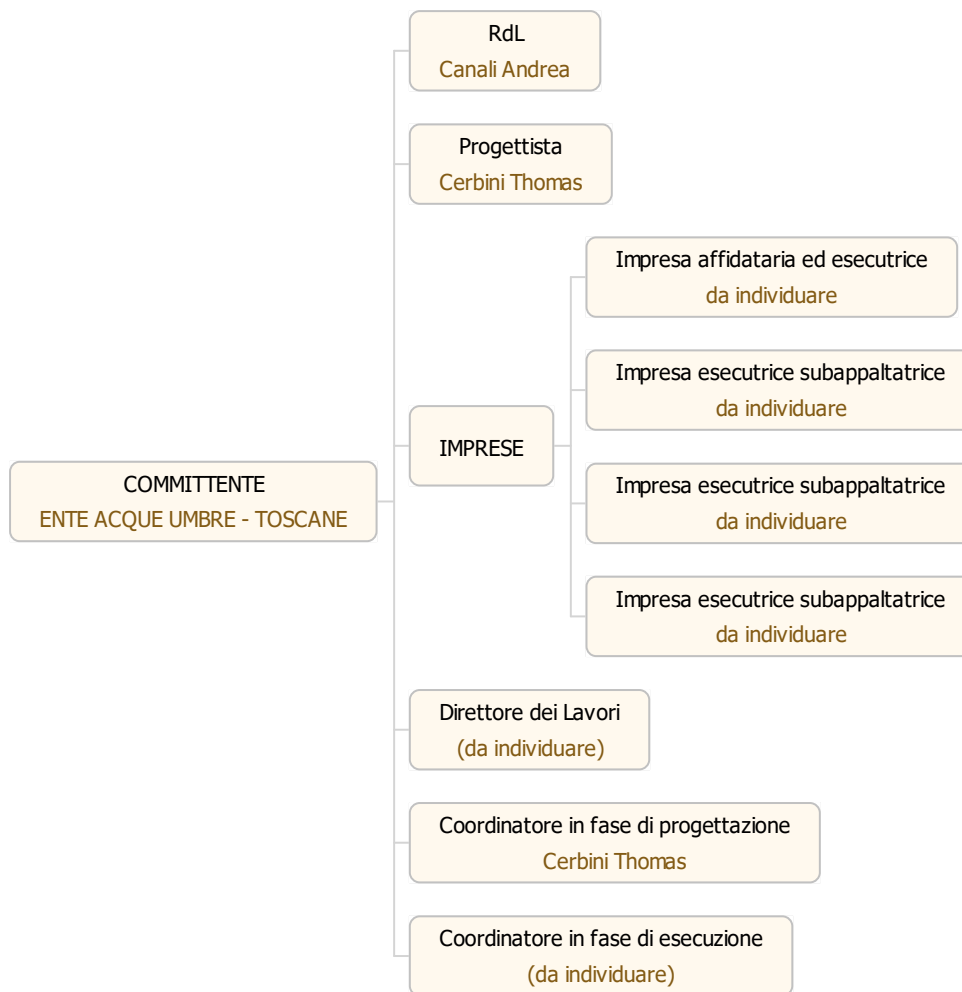 RdL
Canali Andrea
Progettista
Cerbini Thomas
Impresa affidataria ed esecutrice
da individuare
Impresa esecutrice subappaltatrice
da individuare
IMPRESE
COMMITTENTE
ENTE ACQUE UMBRE - TOSCANE
Impresa esecutrice subappaltatrice
da individuare
Impresa esecutrice subappaltatrice
da individuare
Direttore dei Lavori
(da individuare)
Coordinatore in fase di progettazione
Cerbini Thomas
Coordinatore in fase di esecuzione
(da individuare)